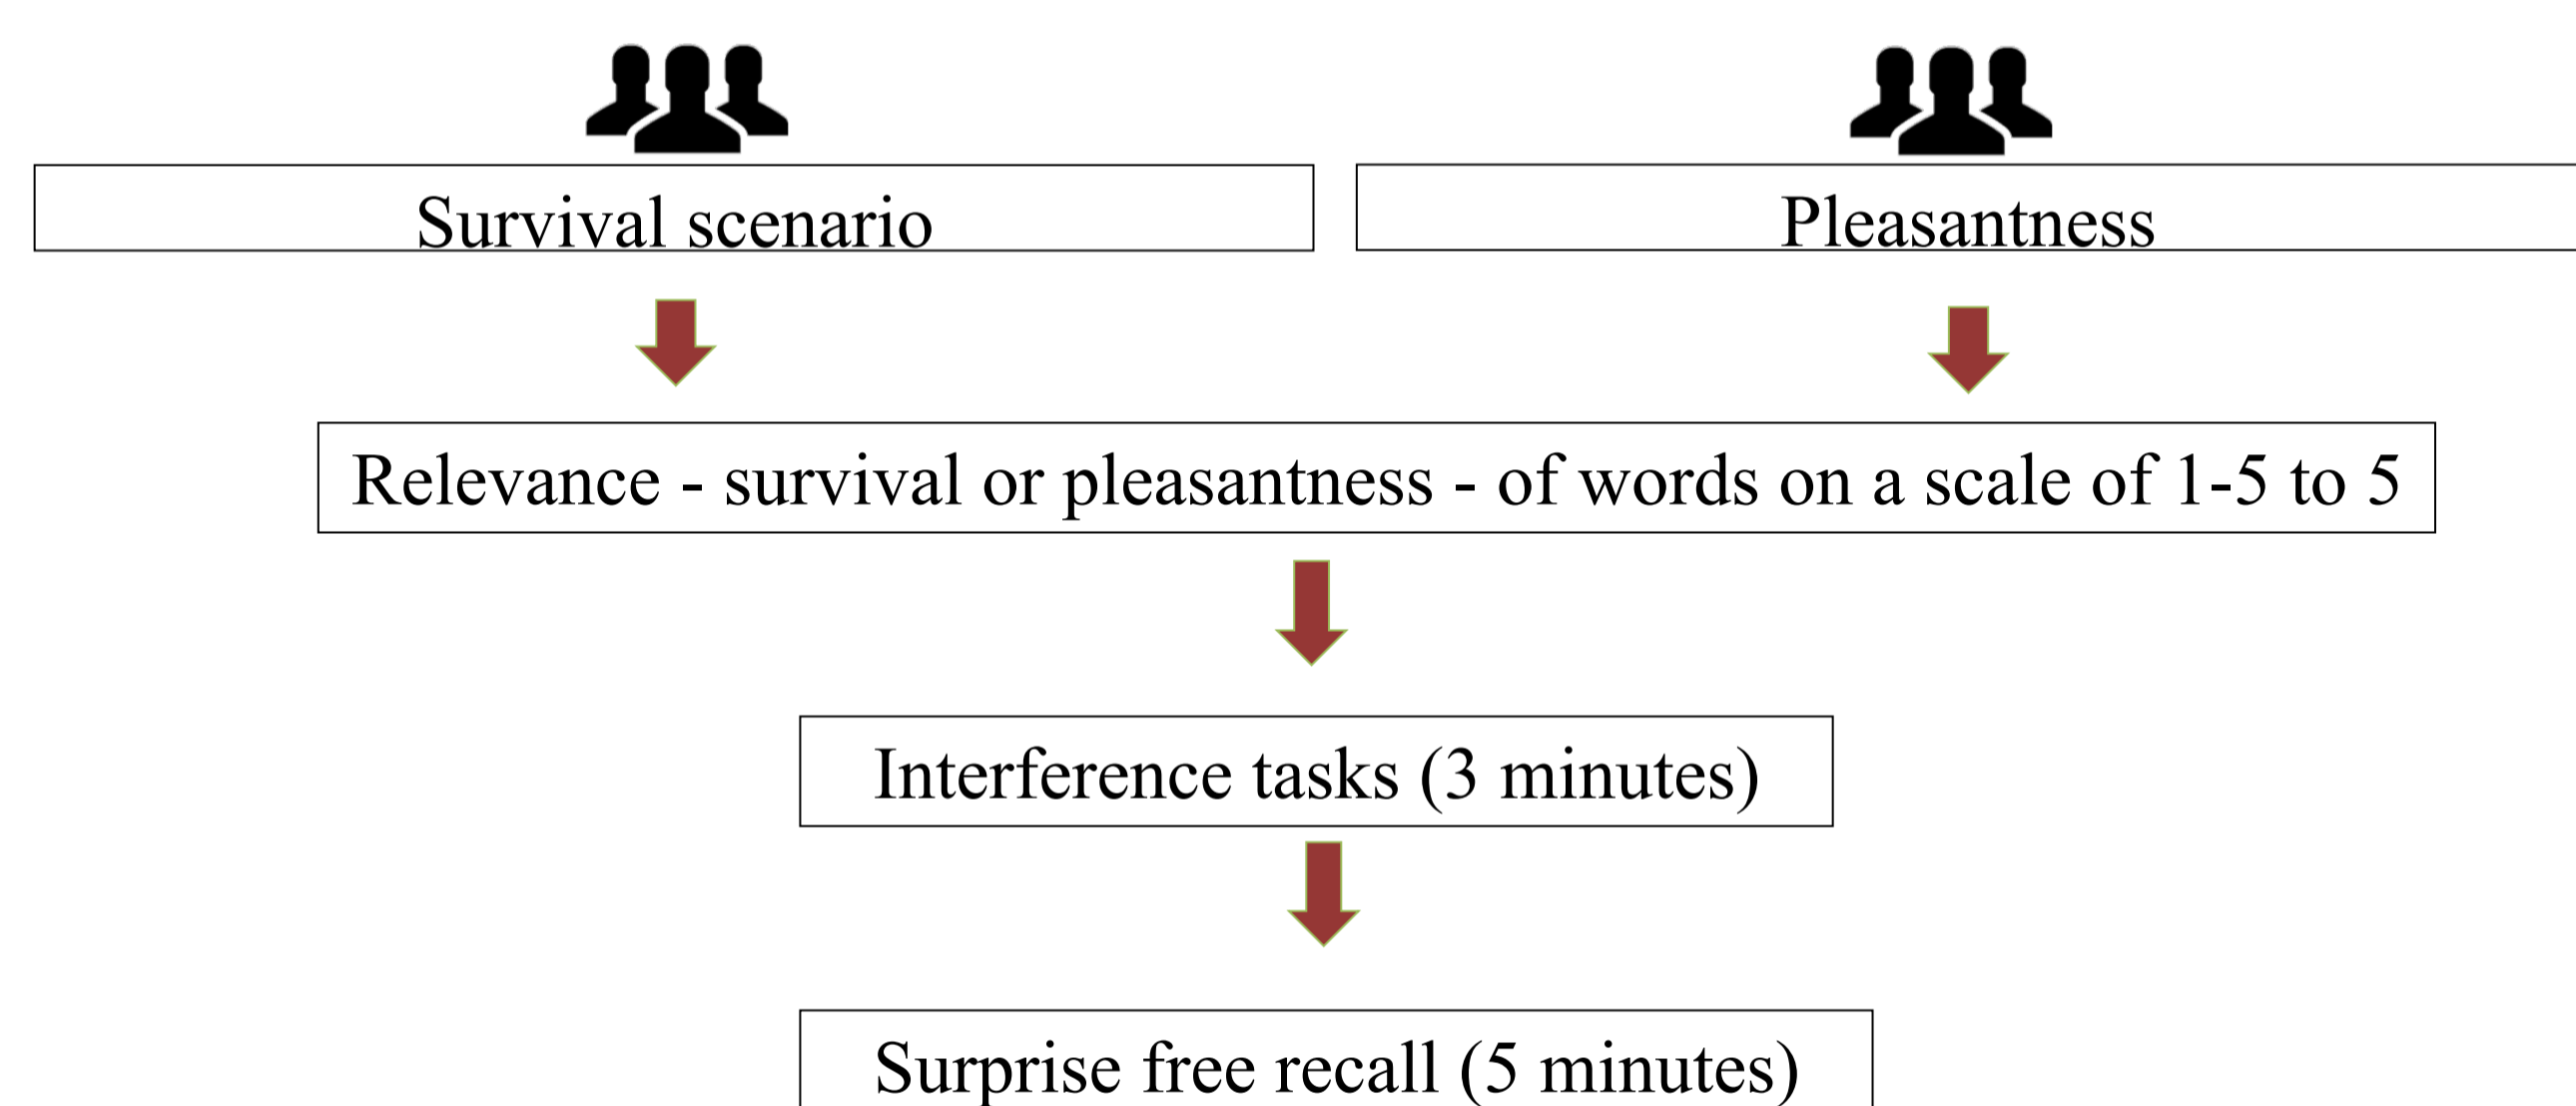 Survival scenario
Pleasantness
Relevance - survival or pleasantness - of words on a scale of 1-5 to 5
Interference tasks (3 minutes)
Surprise free recall (5 minutes)